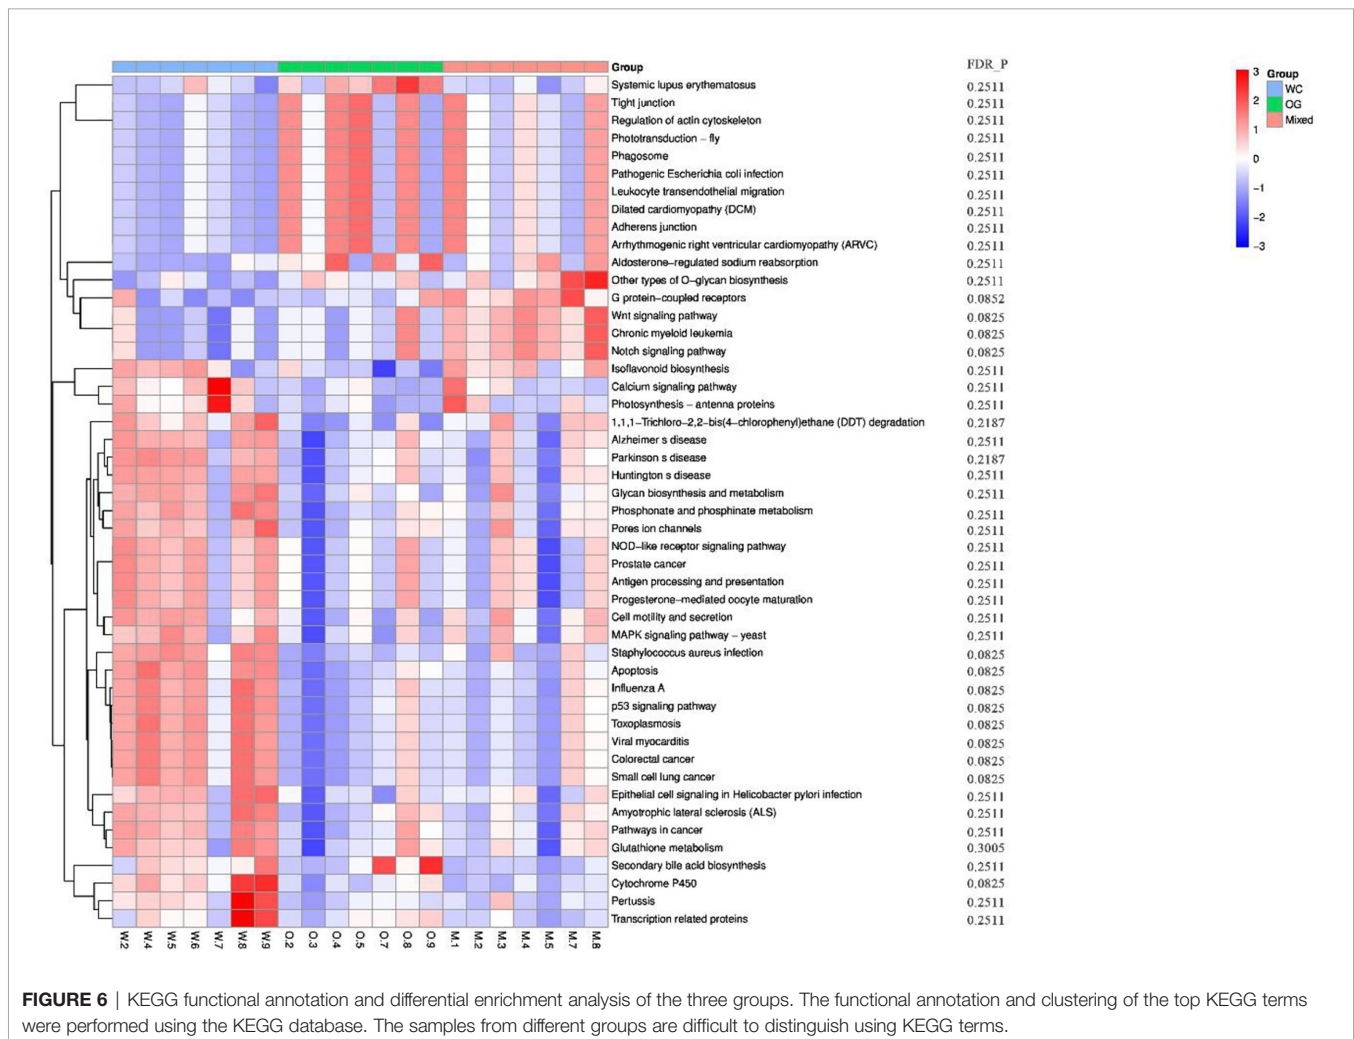 Group FDR_P
Systemic lupus erythematosus 0.2511
Tight junction 0.2511
Regulation of actin cytoskeleton 0.2511
Phototransduction – fly 0.2511
Phagosome 0.2511
Pathogenic Escherichia coli infection 0.2511
Leukocyte transendothelial migration 0.2511
Dilated cardiomyopathy (DCM) 0.2511
Adherens junction 0.2511
Arrhythmogenic right ventricular cardiomyopathy (ARVC) 0.2511
Aldosterone–regulated sodium reabsorption 0.2511
Other types of O–glycan biosynthesis 0.2511
G protein–coupled receptors 0.0852
Wnt signaling pathway 0.0825
Chronic myeloid leukemia 0.0825
Notch signaling pathway 0.0825
Isoflavonoid biosynthesis 0.2511
Calcium signaling pathway 0.2511
Photosynthesis – antenna proteins 0.2511
1,1,1–Trichloro–2,2–bis(4–chlorophenyl)ethane (DDT) degradation 0.2187
Alzheimer s disease 0.2511
Parkinson s disease 0.2187
Huntington s disease 0.2511
Glycan biosynthesis and metabolism 0.2511
Phosphonate and phosphinate metabolism 0.2511
Pores ion channels 0.2511
NOD–like receptor signaling pathway 0.2511
Prostate cancer 0.2511
Antigen processing and presentation 0.2511
Progesterone–mediated oocyte maturation 0.2511
Cell motility and secretion 0.2511
MAPK signaling pathway – yeast 0.2511
Staphylococcus aureus infection 0.0825
Apoptosis 0.0825
Influenza A 0.0825
p53 signaling pathway 0.0825
Toxoplasmosis 0.0825
Viral myocarditis 0.0825
Colorectal cancer 0.0825
Small cell lung cancer 0.0825
Epithelial cell signaling in Helicobacter pylori infection 0.2511
Amyotrophic lateral sclerosis (ALS) 0.2511
Pathways in cancer 0.2511
Glutathione metabolism 0.3005
Secondary bile acid biosynthesis 0.2511
Cytochrome P450 0.0825
Pertussis 0.2511
Transcription related proteins 0.2511
W.2 W.4 W.5 W.6 W.7 W.8 W.9 O.2 O.3 O.4 O.5 O.7 O.8 O.9 M.1 M.2 M.3 M.4 M.5 M.7 M.8
3
2
1
0
−1
−2
−3
Group
WC
OG
Mixed
FIGURE 6 | KEGG functional annotation and differential enrichment analysis of the three groups. The functional annotation and clustering of the top KEGG terms
were performed using the KEGG database. The samples from different groups are difficult to distinguish using KEGG terms.